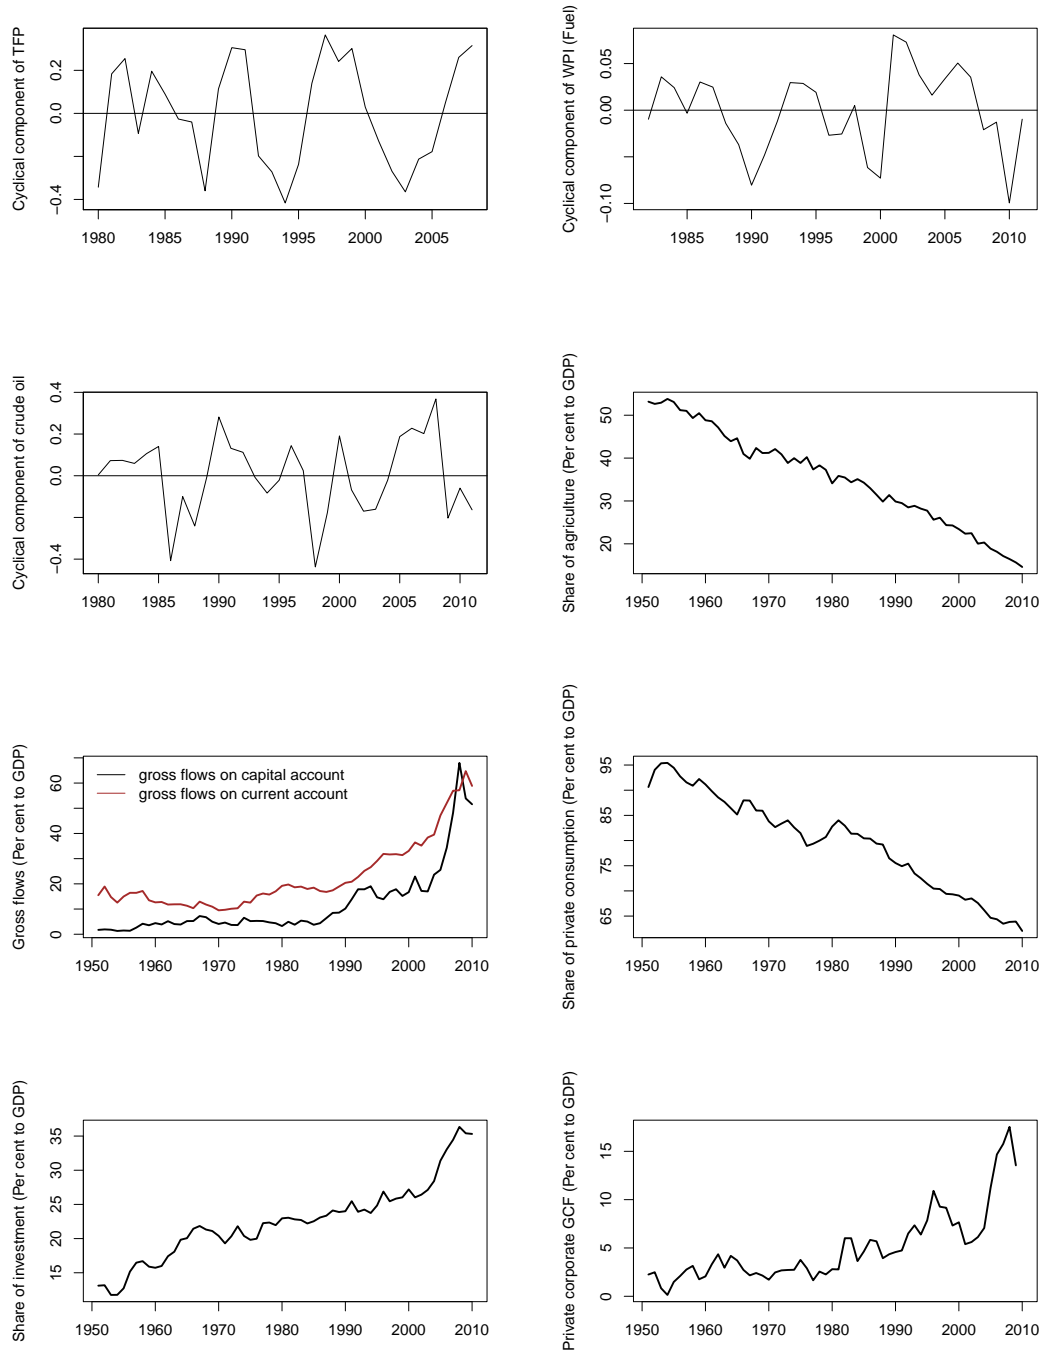 Cyclical component of TFP
−0.4
0.0
0.2
1980 1985 1990 1995 2000 2005
Cyclical component of WPI (Fuel)
−0.10
0.00
0.05
1985 1990 1995 2000 2005 2010
Cyclical component of crude oil
−0.4
0.0
0.2
0.4
1980 1985 1990 1995 2000 2005 2010
Share of agriculture (Per cent to GDP)
20
30
40
50
1950 1960 1970 1980 1990 2000 2010
Gross flows (Per cent to GDP)
0
20
40
60
gross flows on capital account
gross flows on current account
1950 1960 1970 1980 1990 2000 2010
Share of private consumption (Per cent to GDP)
65
75
85
95
1950 1960 1970 1980 1990 2000 2010
Share of investment (Per cent to GDP)
15
20
25
30
35
1950 1960 1970 1980 1990 2000 2010
Private corporate GCF (Per cent to GDP)
0
5
10
15
1950 1960 1970 1980 1990 2000 2010